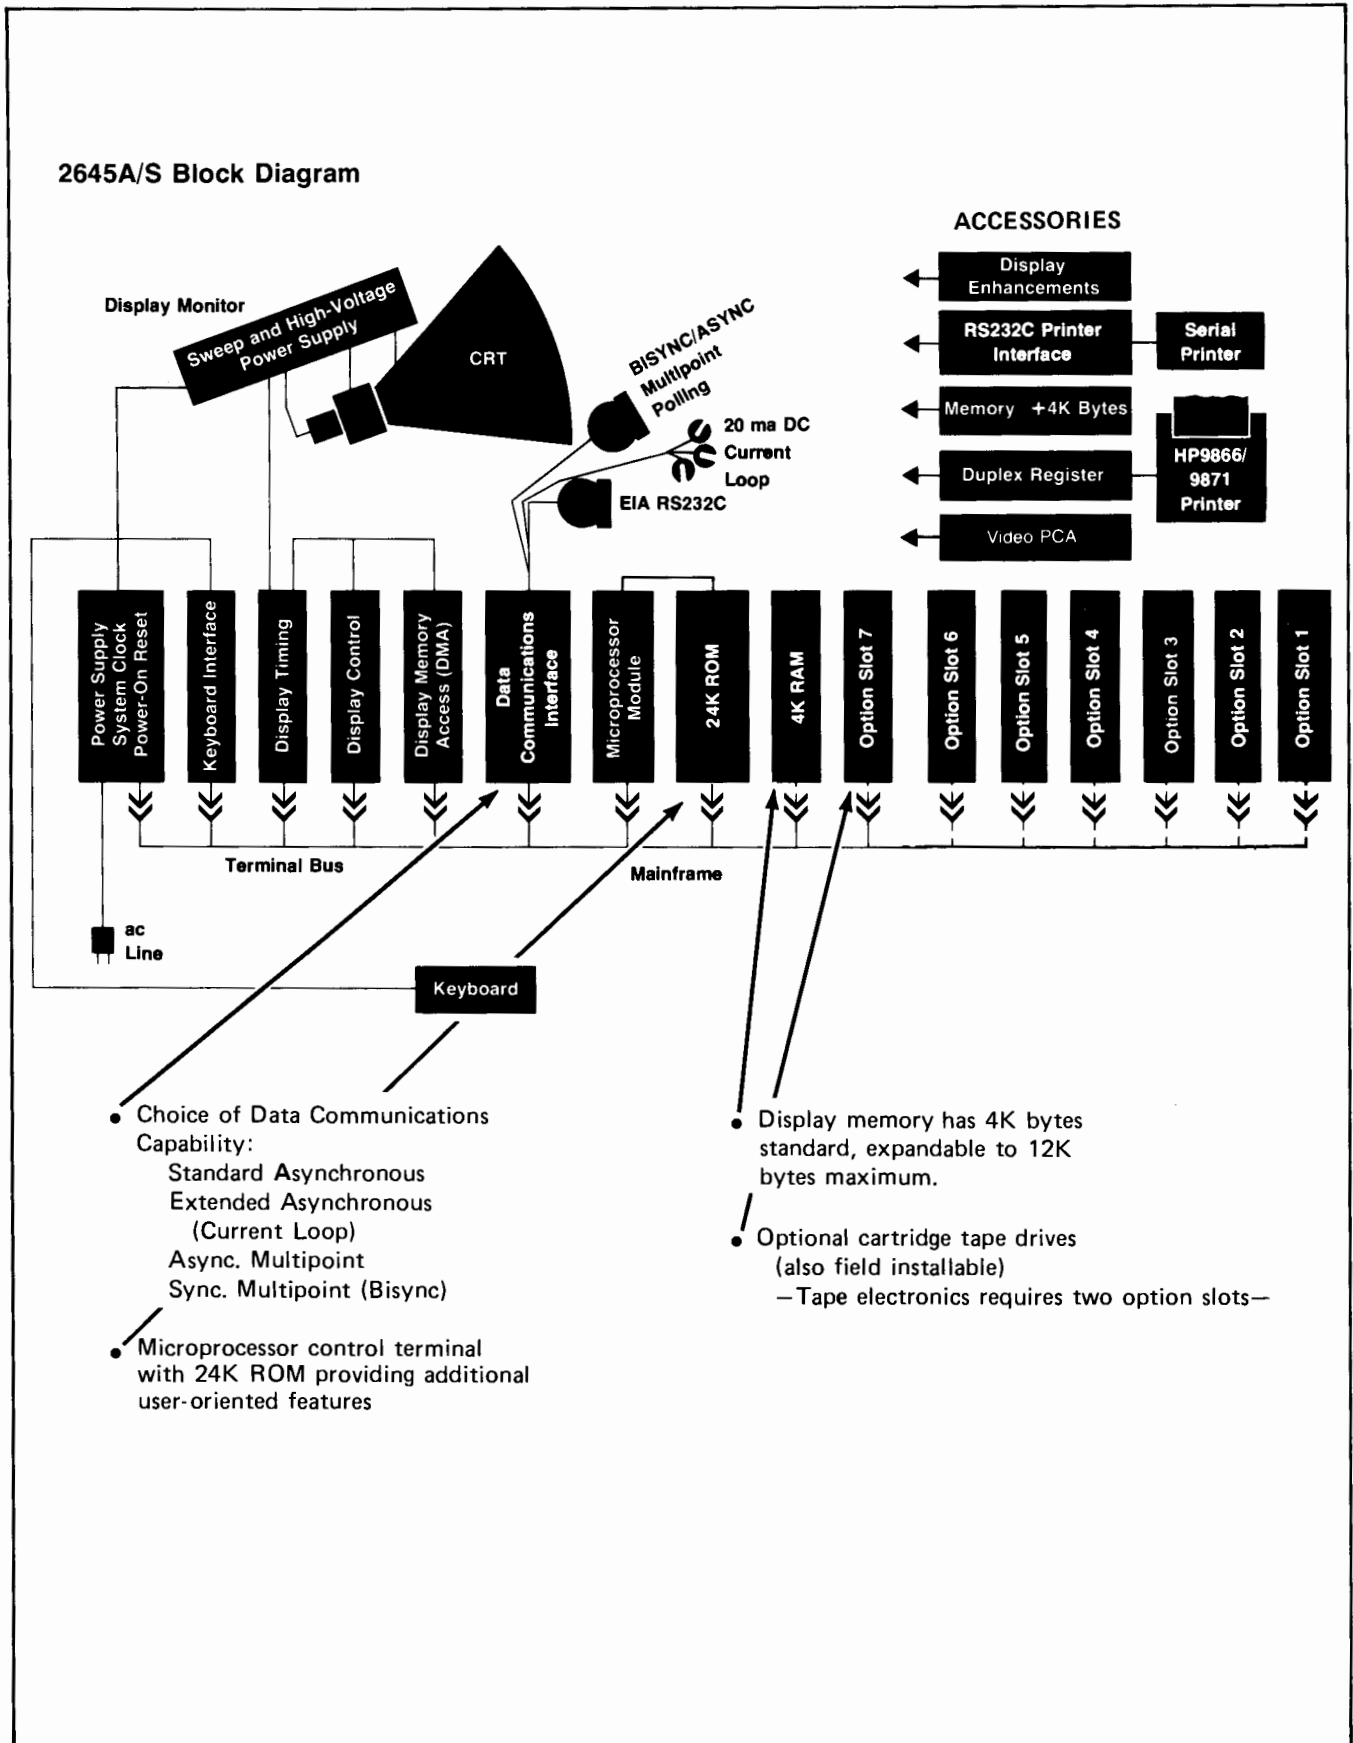 2645A/S Block Diagram
ACCESSORIES
Display
Enhancements
RS232C Printer
Interface
Serial
Printer
Memory +4K Bytes
Duplex Register
HP9866/
9871
Printer
Video PCA
Display Monitor
Sweep and High-Voltage
Power Supply
CRT
BISYNC/ASYNC
Multipoint
Polling
20 ma DC
Current
Loop
EIA RS232C
Power Supply
System Clock
Power-On Reset
Keyboard Interface
Display Timing
Display Control
Display Memory
Access (DMA)
Data
Communications
Interface
Microprocessor
Module
24K ROM
4K RAM
Option Slot 7
Option Slot 6
Option Slot 5
Option Slot 4
Option Slot 3
Option Slot 2
Option Slot 1
Terminal Bus
Mainframe
ac
Line
Keyboard
• Choice of Data Communications
Capability:
Standard Asynchronous
Extended Asynchronous
(Current Loop)
Async. Multipoint
Sync. Multipoint (Bisync)
• Microprocessor control terminal
with 24K ROM providing additional
user-oriented features
• Display memory has 4K bytes
standard, expandable to 12K
bytes maximum.
• Optional cartridge tape drives
(also field installable)
—Tape electronics requires two option slots—